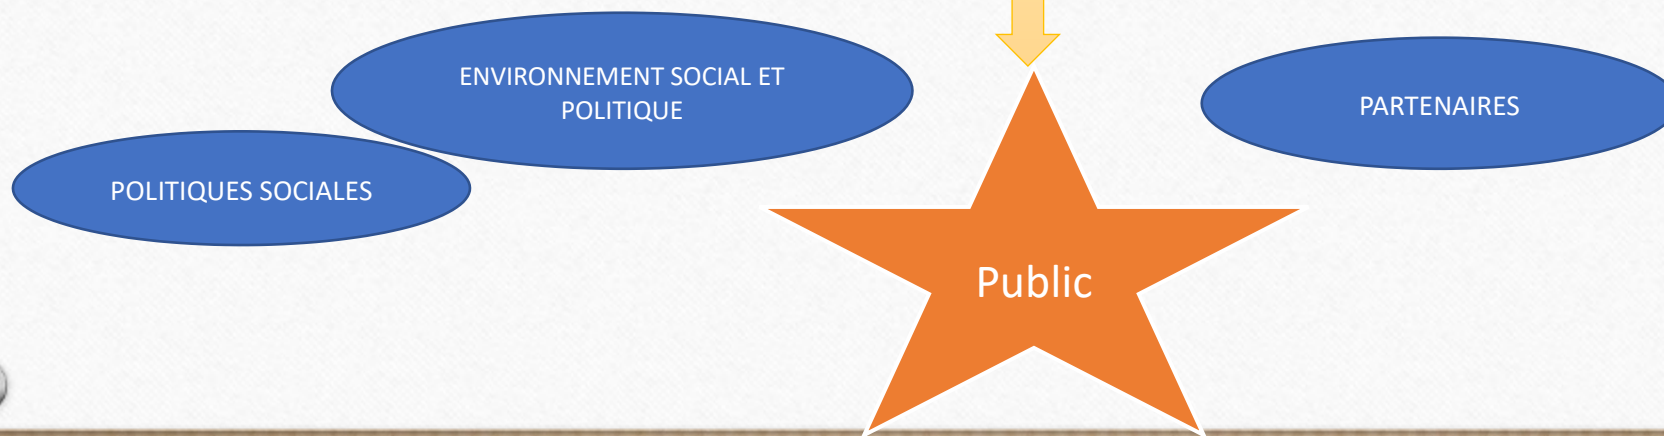 ENVIRONNEMENT SOCIAL ET
POLITIQUE
PARTENAIRES
POLITIQUES SOCIALES
Public